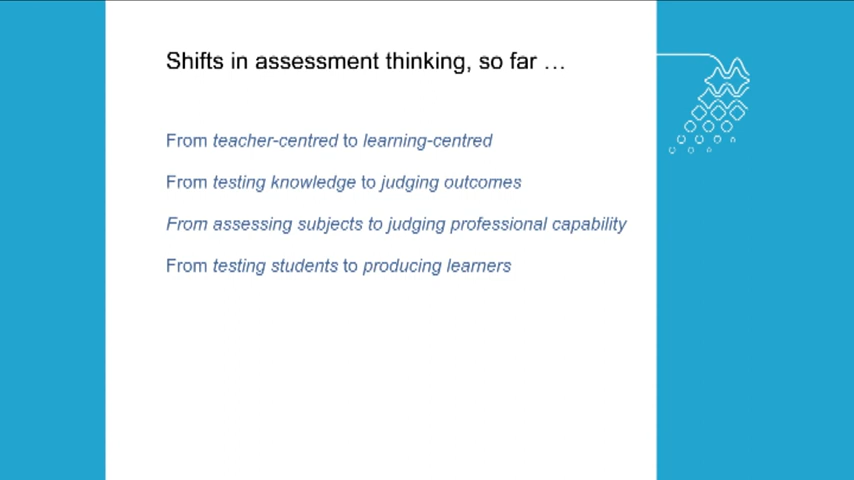 Shifts in assessment thinking, so far …
From teacher-centred to learning-centred
From testing knowledge to judging outcomes
From assessing subjects to judging professional capability
From testing students to producing learners